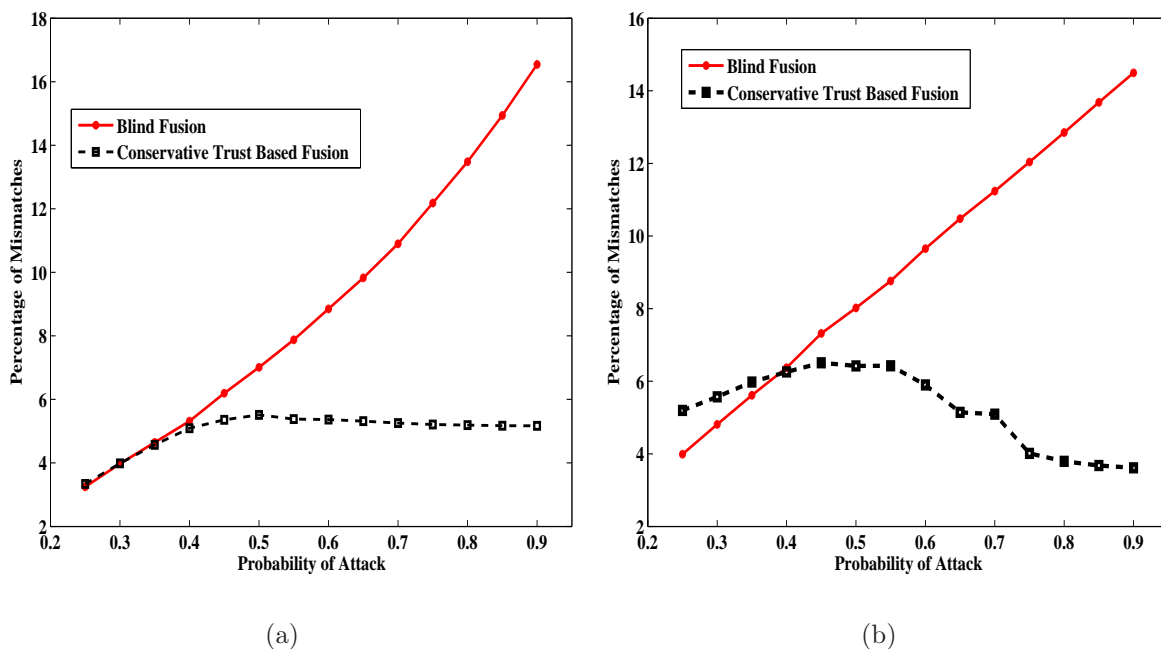 18
16
14
12
10
8
6
4
2
Percentage of Mismatches
Blind Fusion
Conservative Trust Based Fusion
0.2 0.3 0.4 0.5 0.6 0.7 0.8 0.9
Probability of Attack
(a)
16
14
12
10
8
6
4
2
Percentage of Mismatches
Blind Fusion
Conservative Trust Based Fusion
0.2 0.3 0.4 0.5 0.6 0.7 0.8 0.9
Probability of Attack
(b)